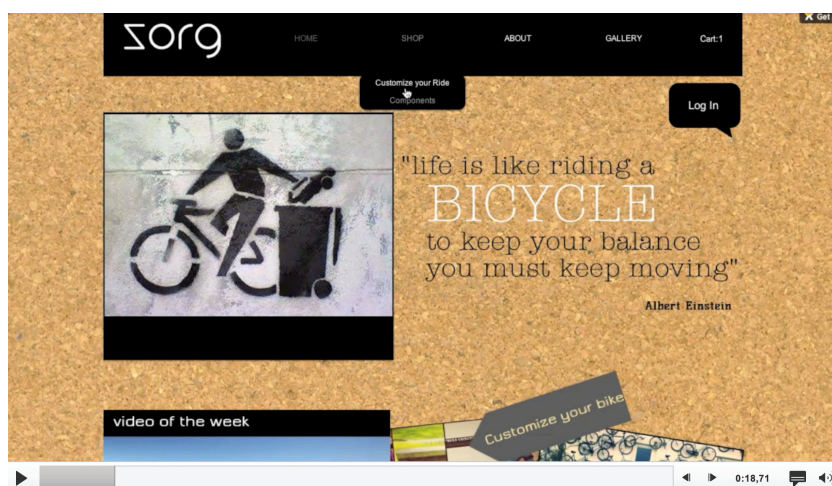 Get
zorg
HOME
SHOP
ABOUT
GALLERY
Cart:1
Customize your Ride
Components
Log In
"life is like riding a
BICYCLE
to keep your balance
you must keep moving"
Albert Einstein
video of the week
Customize your bike
0:18,71